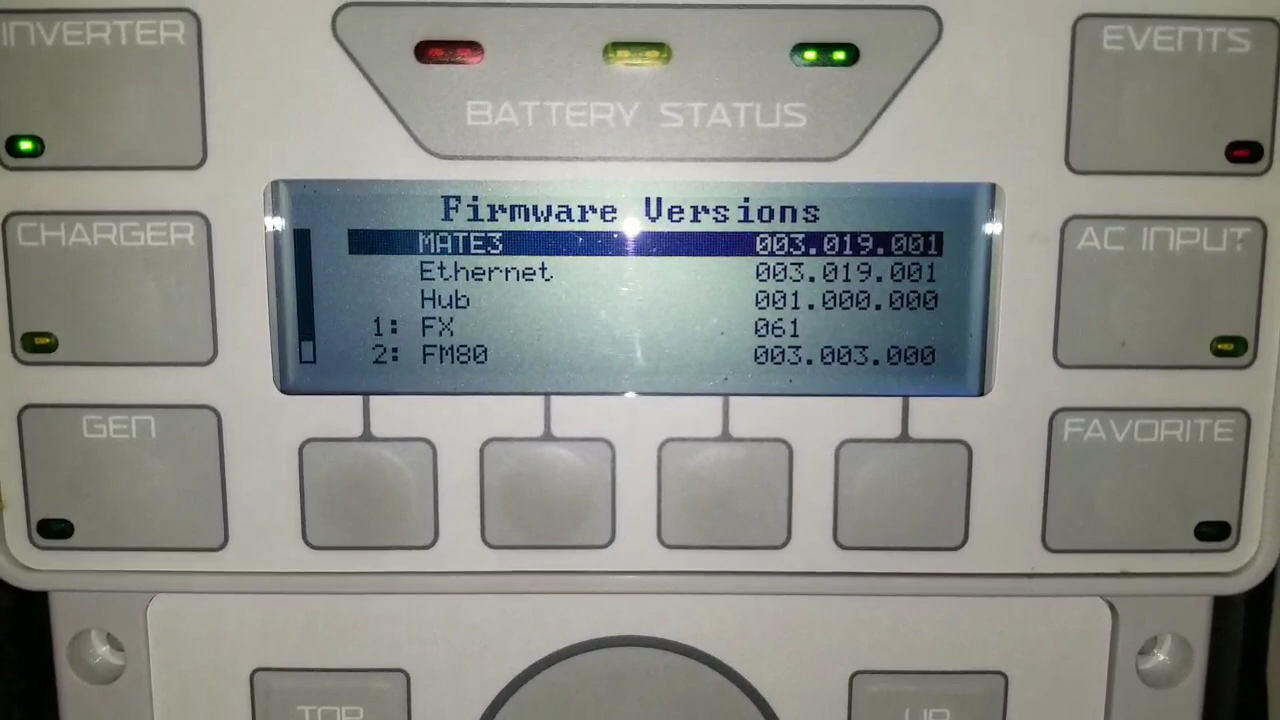 INVERTER
BATTERY STATUS
EVENTS
CHARGER
Firmware Versions
MATE3 003.019.001
Ethernet 003.019.001
Hub 001.000.000
1: FX 061
2: FM80 003.003.000
AC INPUT
GEN
FAVORITE
TOP
UP